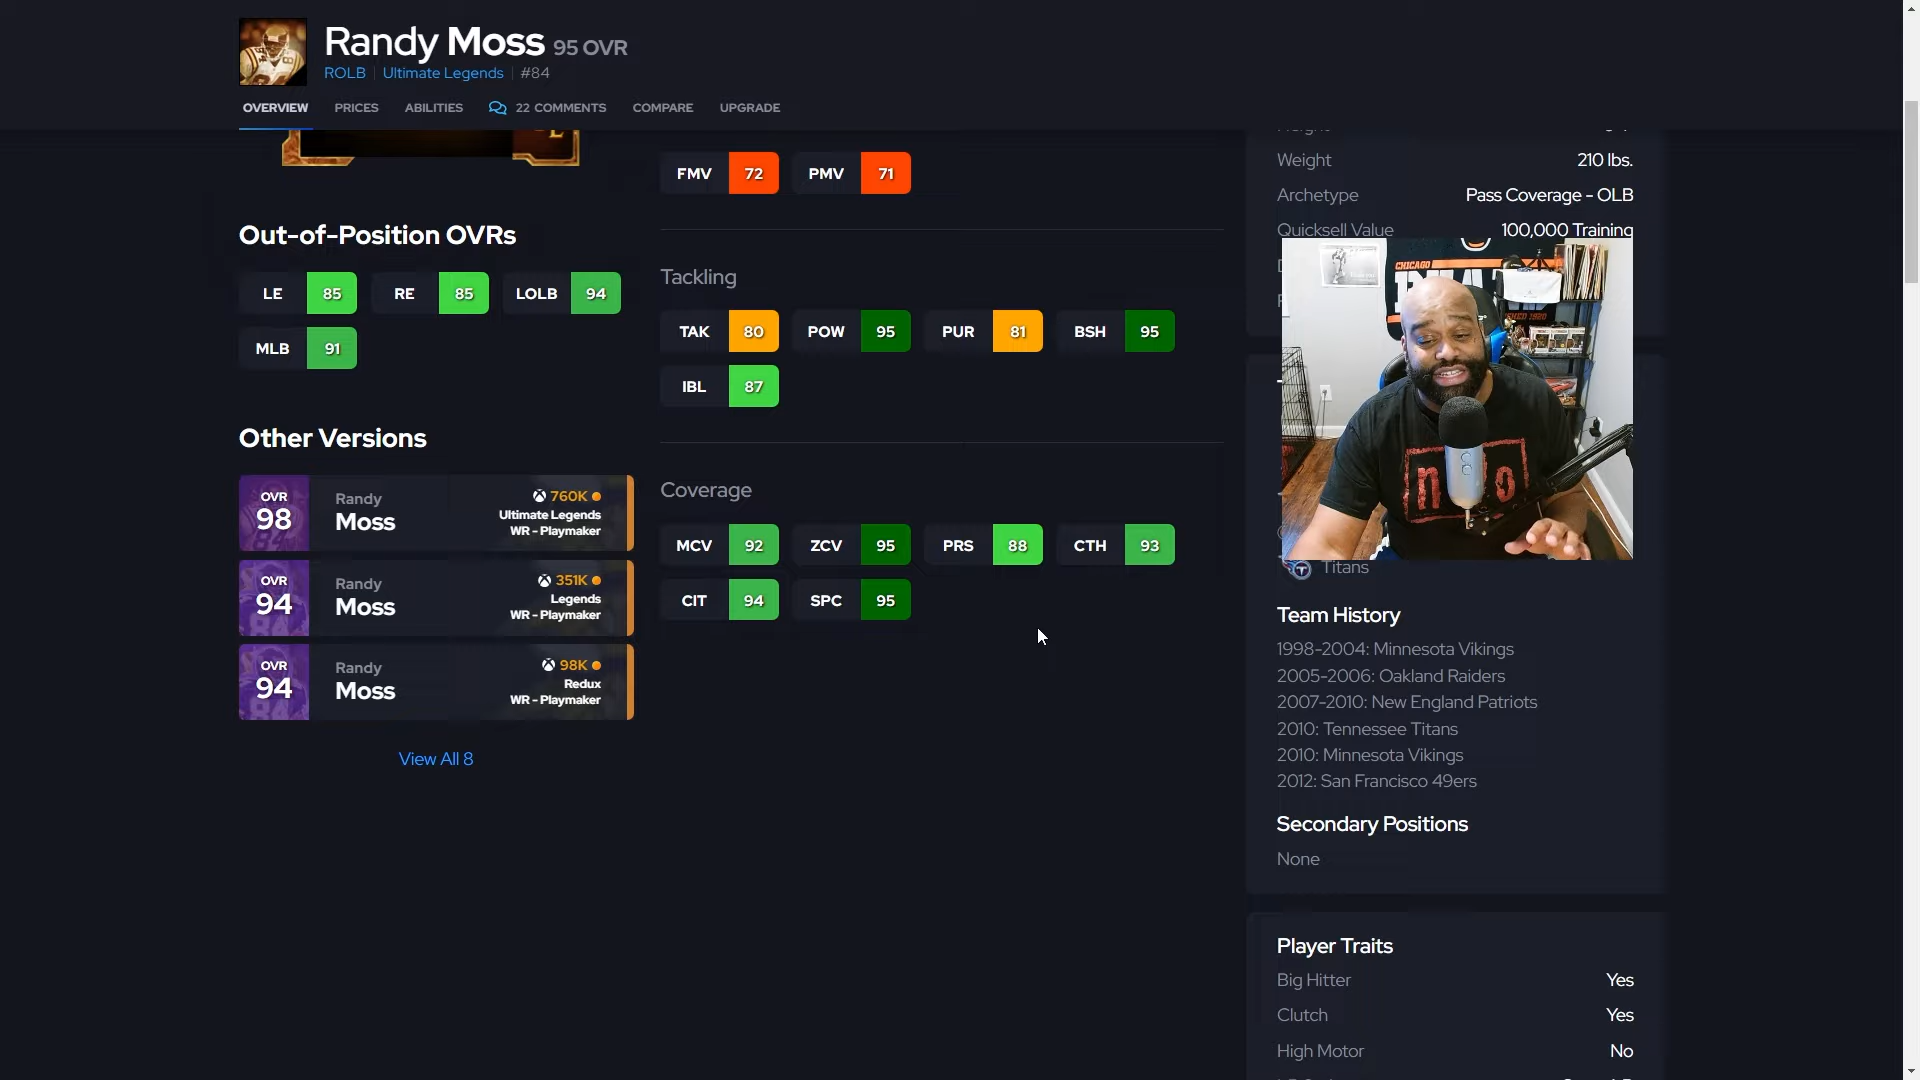 Randy Moss 95 OVR
ROLB | Ultimate Legends | #84
OVERVIEW PRICES ABILITIES 22 COMMENTS COMPARE UPGRADE
FMV 72 PMV 71
Weight 210 lbs.
Archetype Pass Coverage - OLB
Quicksell Value 100,000 Training
Out-of-Position OVRs
LE 85 RE 85 LOLB 94
MLB 91
Tackling
TAK 80 POW 95 PUR 81 BSH 95
IBL 87
Other Versions
OVR 98 Randy Moss 760K
Ultimate Legends
WR - Playmaker
OVR 94 Randy Moss 351K
Legends
WR - Playmaker
OVR 94 Randy Moss 98K
Redux
WR - Playmaker
View All 8
Coverage
MCV 92 ZCV 95 PRS 88 CTH 93
CIT 94 SPC 95
CHICAGO
Titans
Team History
1998-2004: Minnesota Vikings
2005-2006: Oakland Raiders
2007-2010: New England Patriots
2010: Tennessee Titans
2010: Minnesota Vikings
2012: San Francisco 49ers
Secondary Positions
None
Player Traits
Big Hitter Yes
Clutch Yes
High Motor No